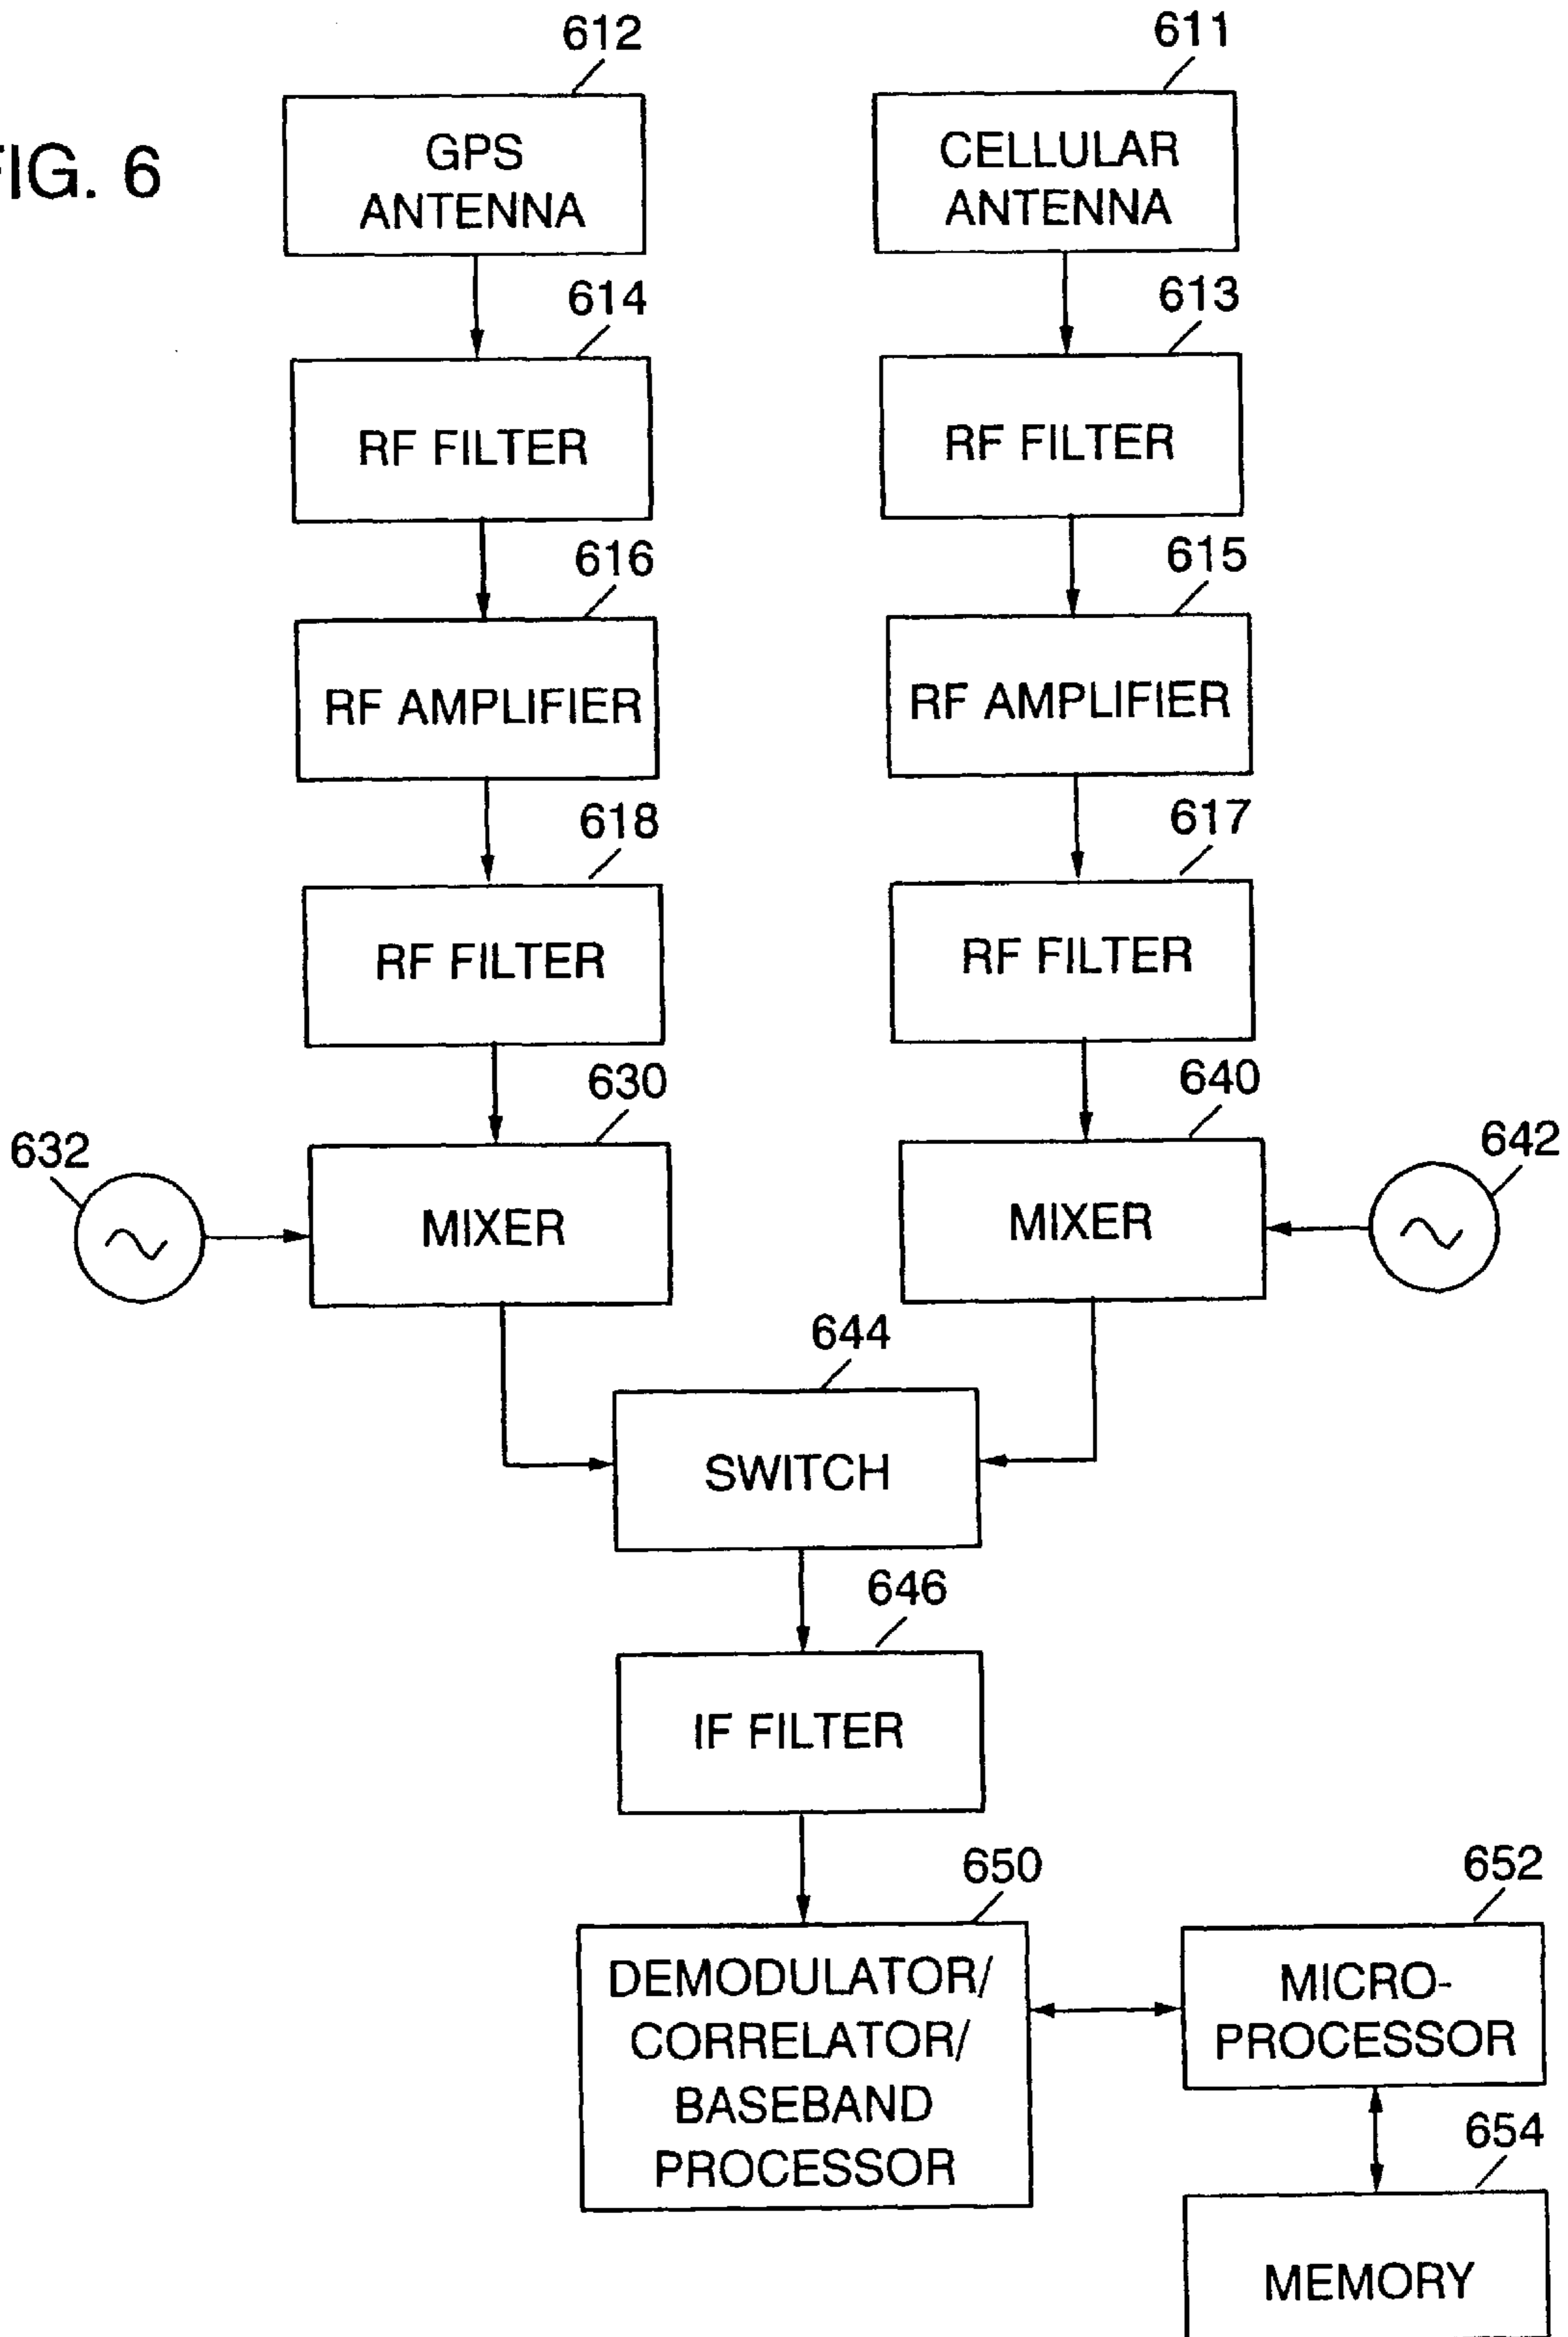 612
611
FIG. 6
GPS
ANTENNA
CELLULAR
ANTENNA
614
613
RF FILTER
RF FILTER
616
615
RF AMPLIFIER
RF AMPLIFIER
618
617
RF FILTER
RF FILTER
630
640
632
642
MIXER
MIXER
644
SWITCH
646
IF FILTER
650
652
DEMODULATOR/
CORRELATOR/
BASEBAND
PROCESSOR
MICRO-
PROCESSOR
654
MEMORY